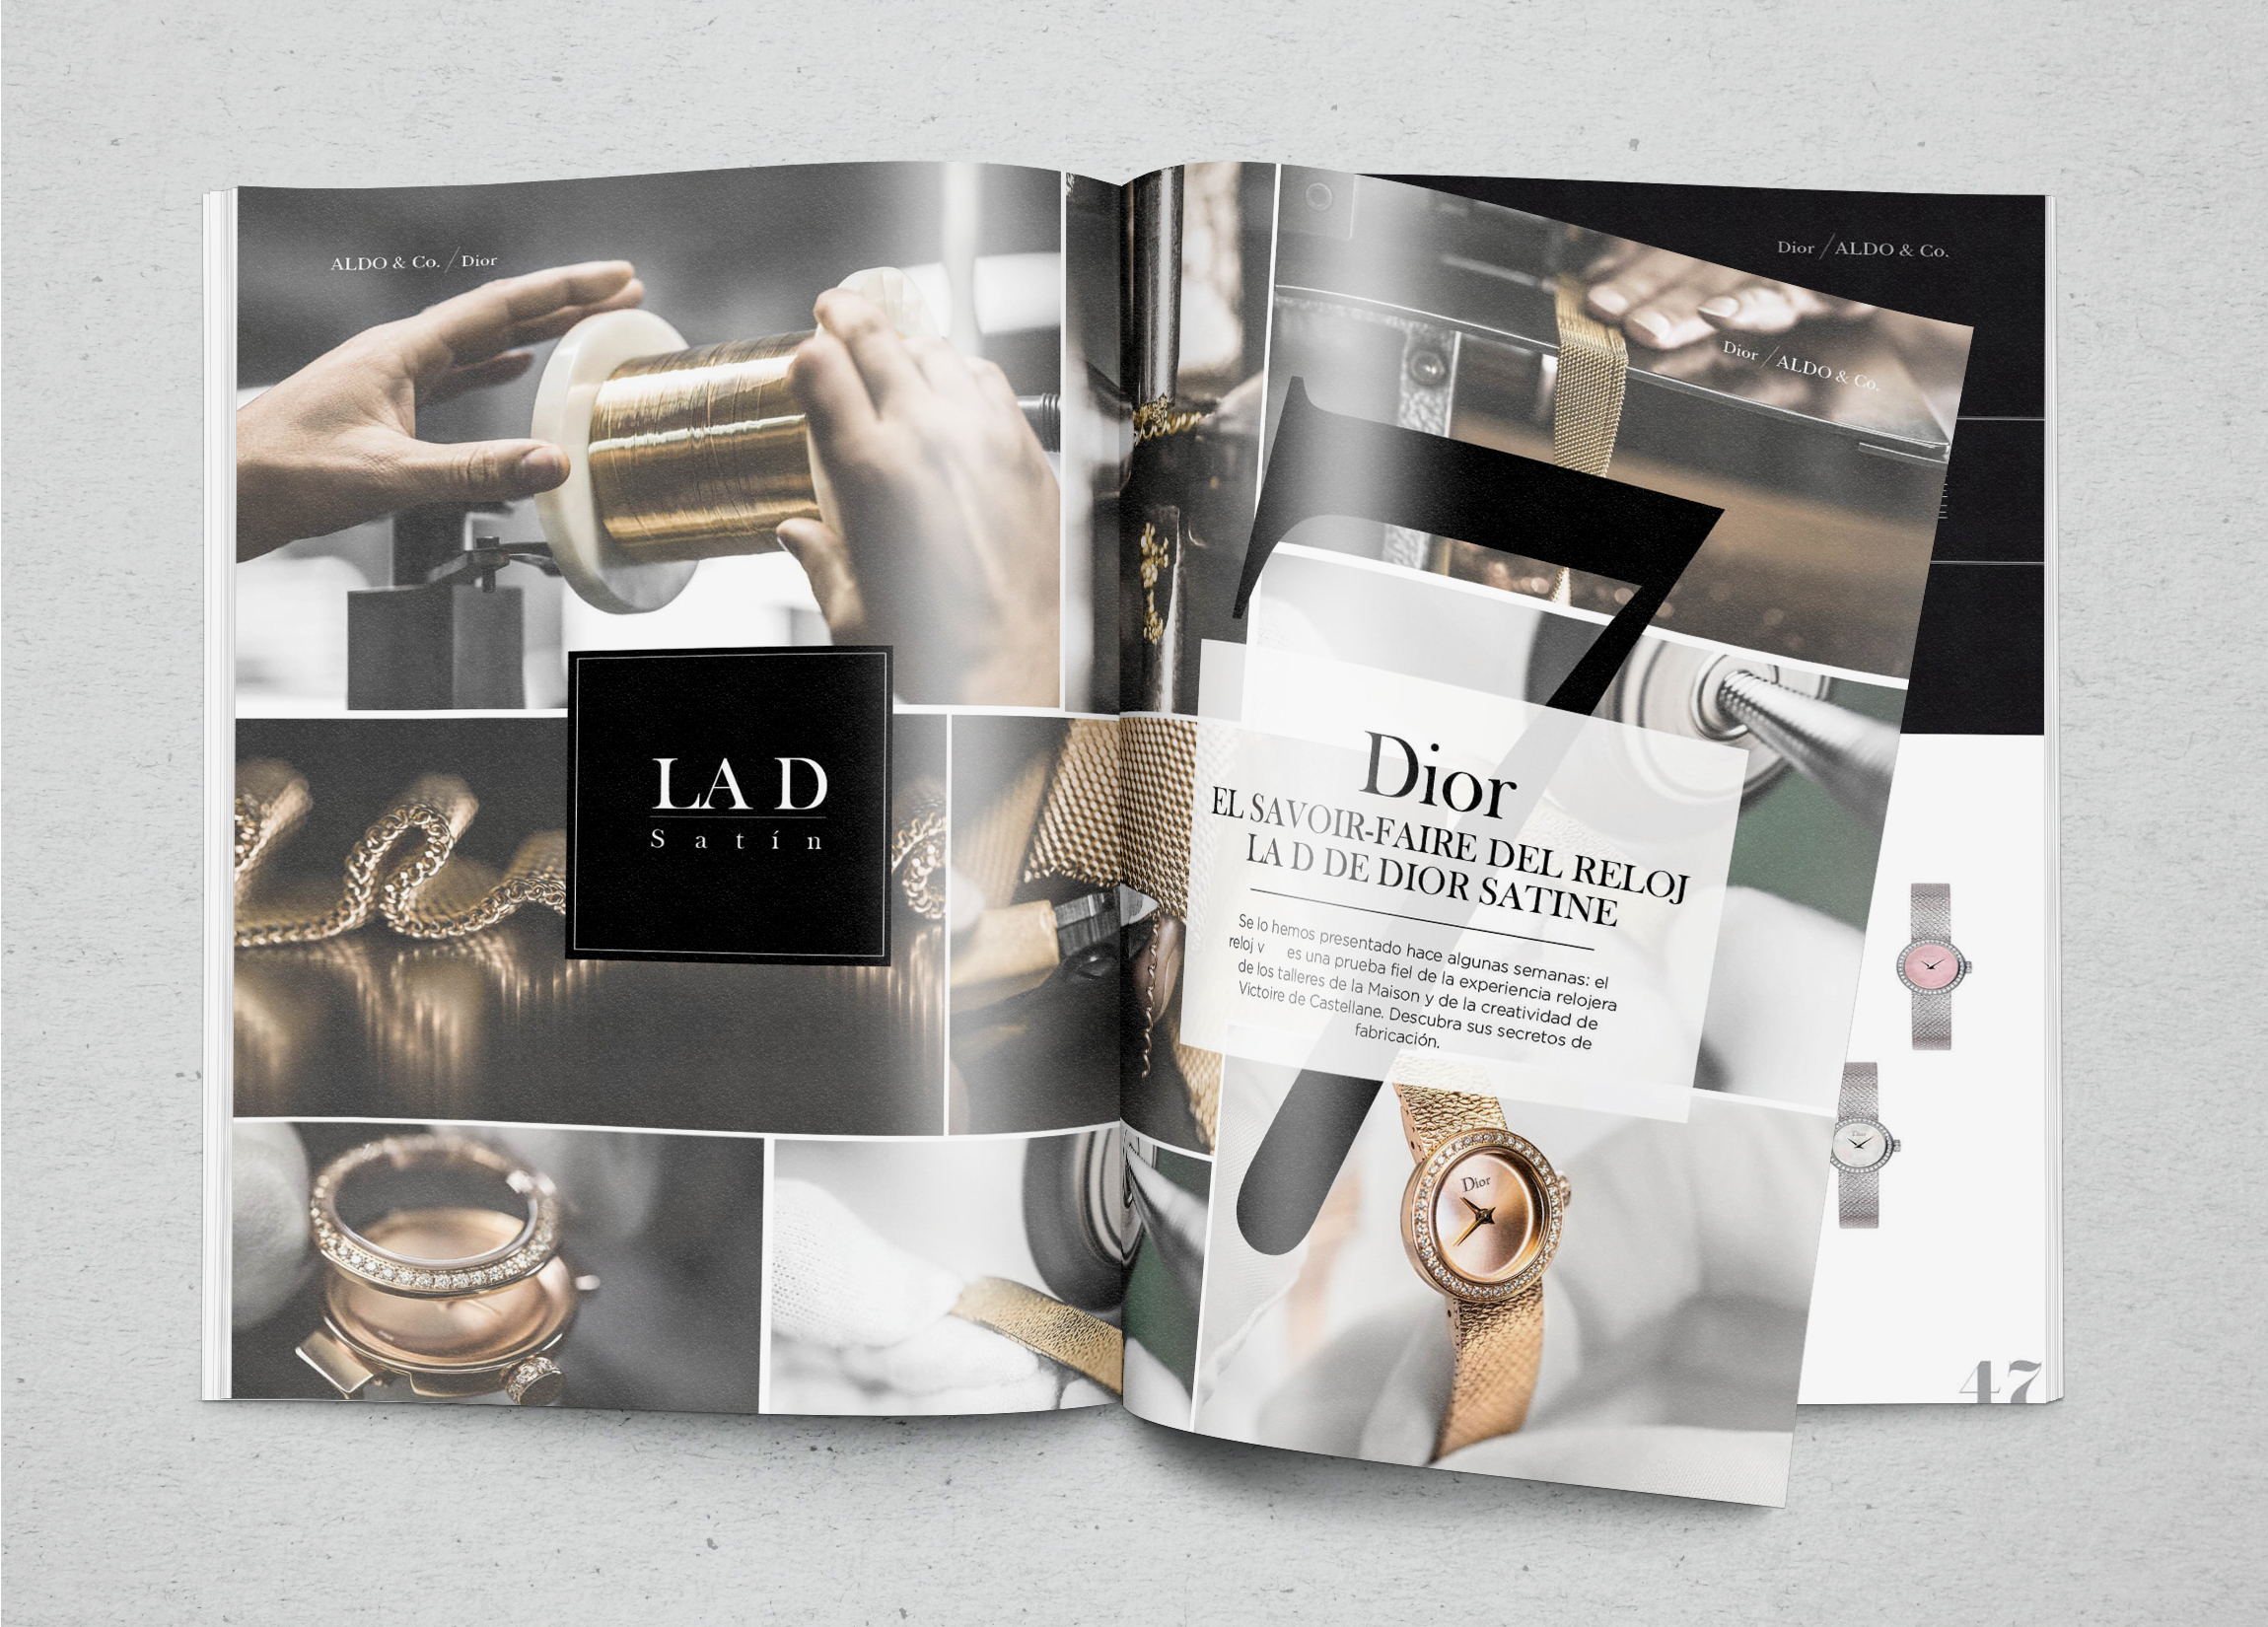 ALDO & Co. / Dior
LA D
Satín
Dior / ALDO & Co.
Dior / ALDO & Co.
7
Dior
EL SAVOIR-FAIRE DEL RELOJ
LA D DE DIOR SATINE
Se lo hemos presentado hace algunas semanas: el
reloj v es una prueba fiel de la experiencia relojera
de los talleres de la Maison y de la creatividad de
Victoire de Castellane. Descubra sus secretos de
fabricación.
Dior
Dior
47